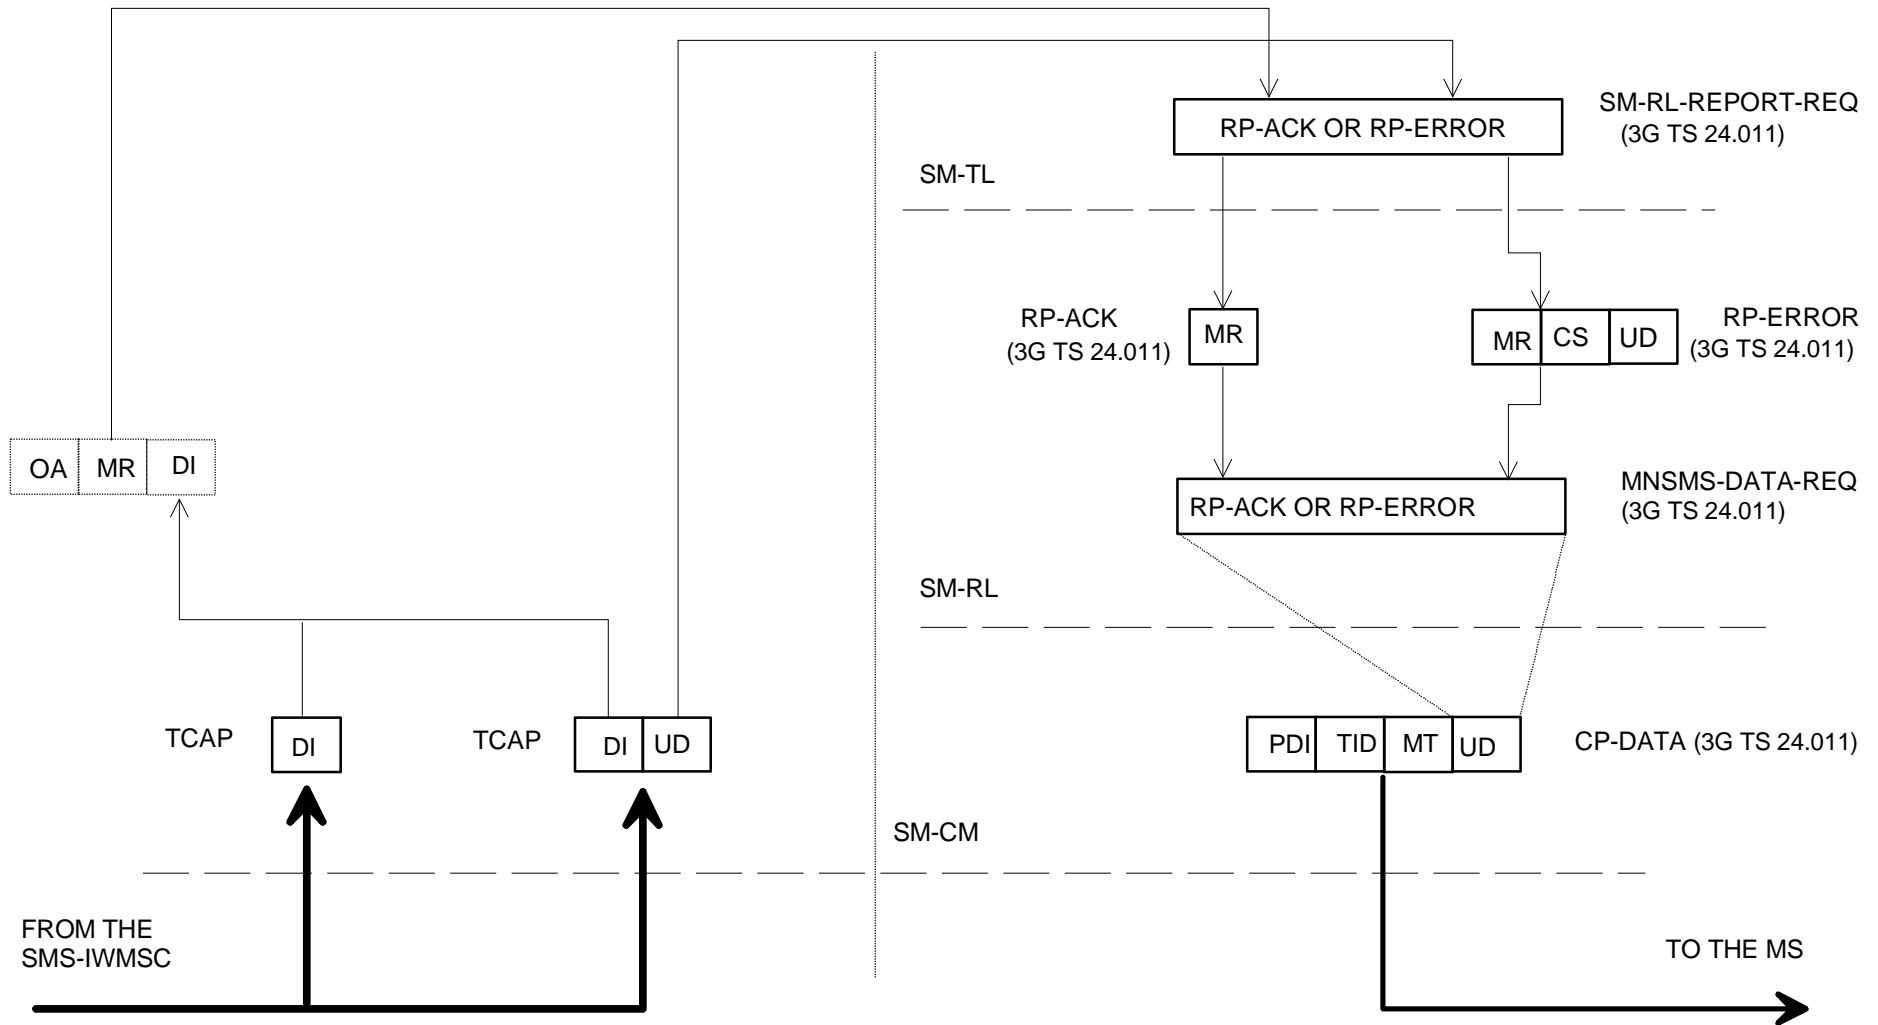 RP-ACK OR RP-ERROR
SM-RL-REPORT-REQ
(3G TS 24.011)
SM-TL
RP-ACK
(3G TS 24.011)
MR
MR CS UD
RP-ERROR
(3G TS 24.011)
OA MR DI
RP-ACK OR RP-ERROR
MNSMS-DATA-REQ
(3G TS 24.011)
SM-RL
TCAP
DI
TCAP
DI UD
PDI TID MT UD
CP-DATA (3G TS 24.011)
SM-CM
FROM THE
SMS-IWMSC
TO THE MS